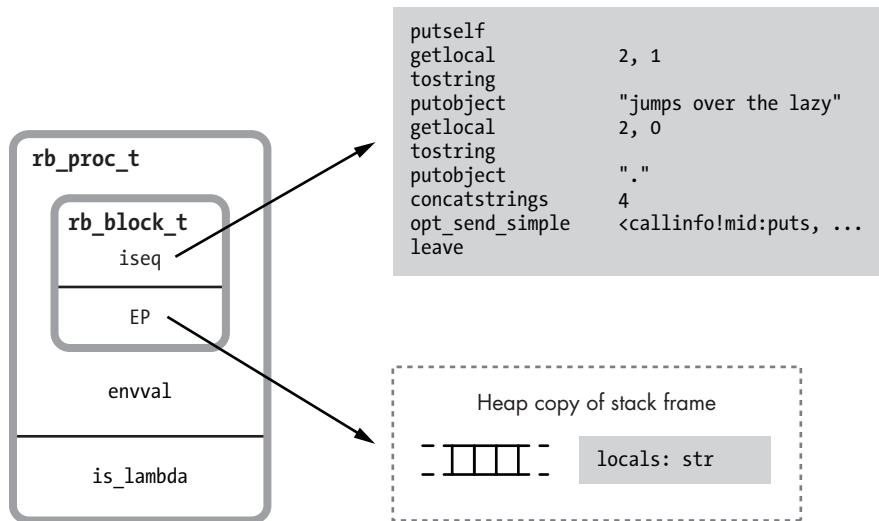 putself
getlocal 2, 1
tostring
putobject "jumps over the lazy"
getlocal 2, 0
tostring
putobject "."
concatstrings 4
opt_send_simple <callinfo!mid:puts, ...
leave
rb_proc_t
rb_block_t
iseq
EP
envval
is_lambda
Heap copy of stack frame
locals: str